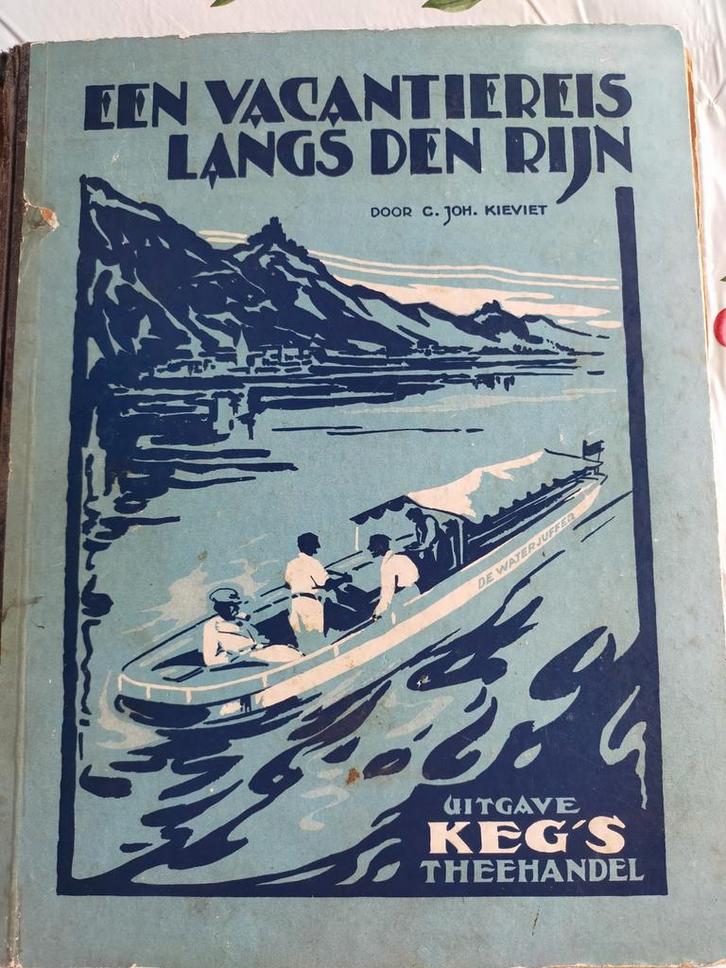 EEN VACANTIEREIS
LANGS DEN RIJN
DOOR C. JOH. KIEVIET
DE WATERJUFFER
UITGAVE
KEG'S
THEEHANDEL